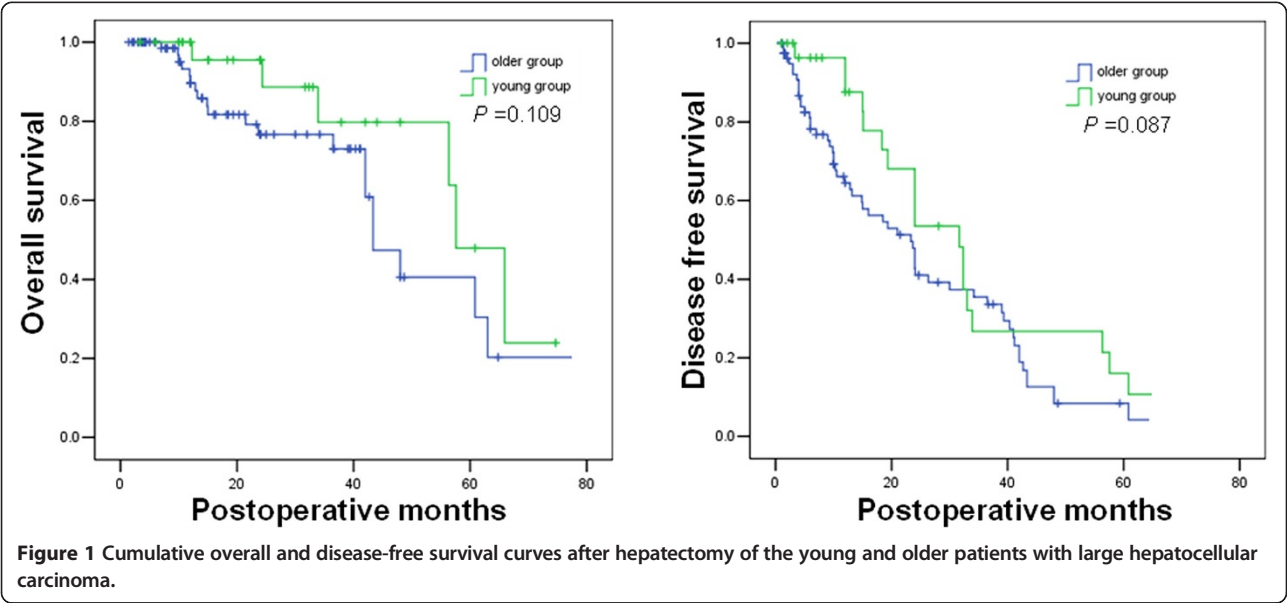 Overall survival
1.0
0.8
0.6
0.4
0.2
0.0
older group
young group
P =0.109
0 20 40 60 80
Postoperative months
Disease free survival
1.0
0.8
0.6
0.4
0.2
0.0
older group
young group
P =0.087
0 20 40 60 80
Postoperative months
Figure 1 Cumulative overall and disease-free survival curves after hepatectomy of the young and older patients with large hepatocellular
carcinoma.